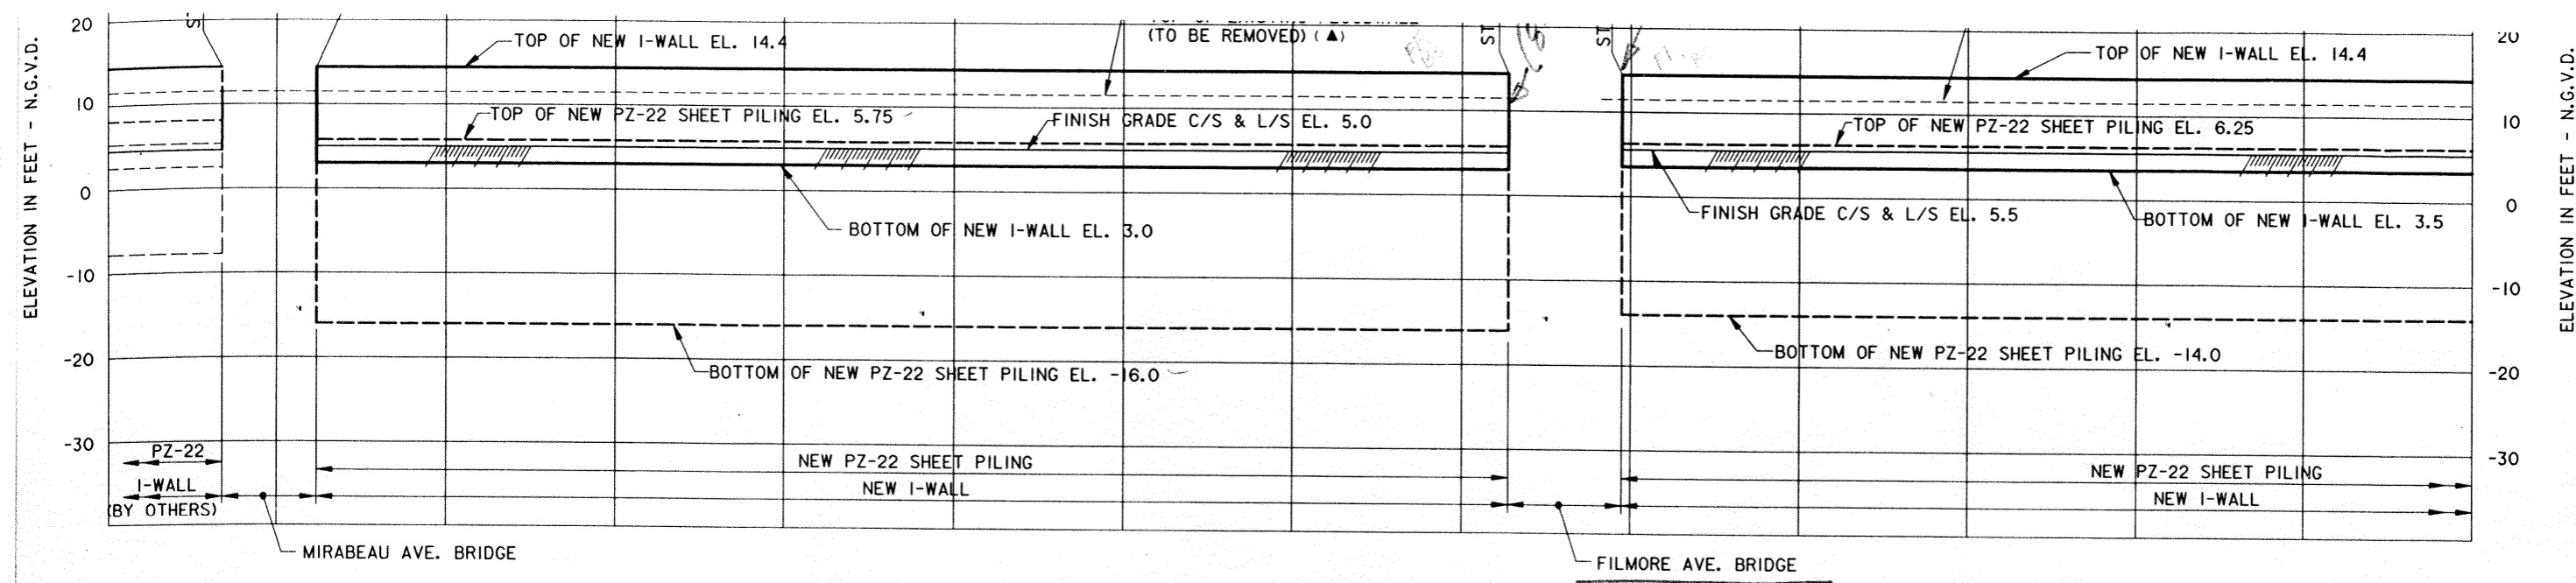 20
TOP OF NEW I-WALL EL. 14.4
(TO BE REMOVED) (▲)
ST
ST
20
TOP OF NEW I-WALL EL. 14.4
ELEVATION IN FEET - N.G.V.D.
10
TOP OF NEW PZ-22 SHEET PILING EL. 5.75
FINISH GRADE C/S & L/S EL. 5.0
TOP OF NEW PZ-22 SHEET PILING EL. 6.25
10
ELEVATION IN FEET - N.G.V.D.
0
BOTTOM OF NEW I-WALL EL. 3.0
FINISH GRADE C/S & L/S EL. 5.5
BOTTOM OF NEW I-WALL EL. 3.5
0
-10
-10
-20
BOTTOM OF NEW PZ-22 SHEET PILING EL. -16.0
BOTTOM OF NEW PZ-22 SHEET PILING EL. -14.0
-20
-30
PZ-22
NEW PZ-22 SHEET PILING
NEW PZ-22 SHEET PILING
-30
I-WALL
NEW I-WALL
NEW I-WALL
(BY OTHERS)
MIRABEAU AVE. BRIDGE
FILMORE AVE. BRIDGE